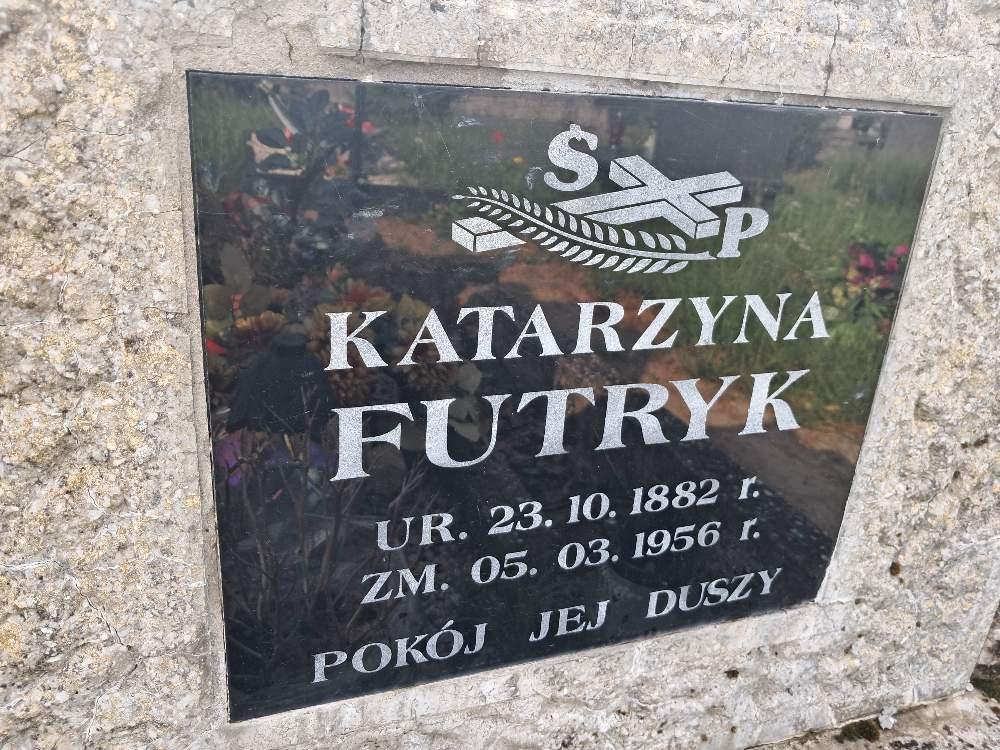 Ś P
KATARZYNA
FUTRYK
UR. 23. 10. 1882 r.
ZM. 05. 03. 1956 r.
POKÓJ JEJ DUSZY